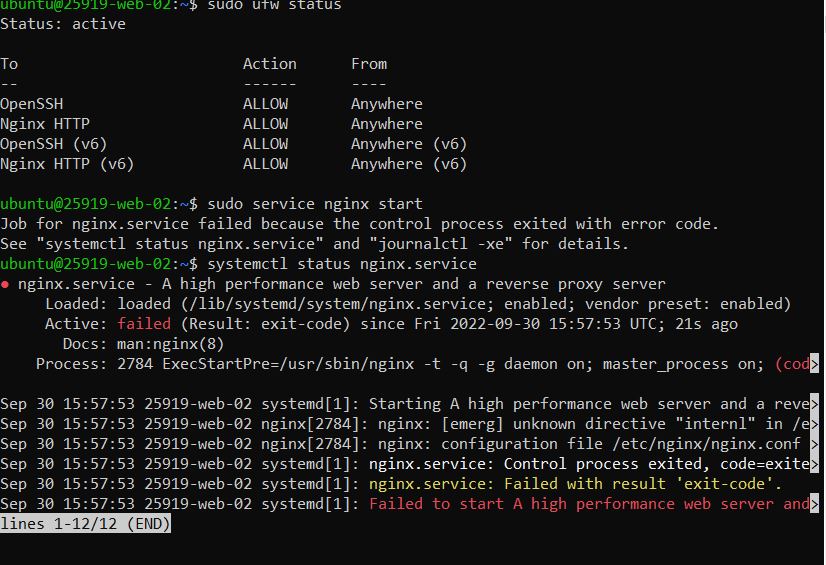 ubuntu@25919-web-02:~$ sudo ufw status
Status: active
To Action From
-- ------ ----
OpenSSH ALLOW Anywhere
Nginx HTTP ALLOW Anywhere
OpenSSH (v6) ALLOW Anywhere (v6)
Nginx HTTP (v6) ALLOW Anywhere (v6)
ubuntu@25919-web-02:~$ sudo service nginx start
Job for nginx.service failed because the control process exited with error code.
See "systemctl status nginx.service" and "journalctl -xe" for details.
ubuntu@25919-web-02:~$ systemctl status nginx.service
● nginx.service - A high performance web server and a reverse proxy server
Loaded: loaded (/lib/systemd/system/nginx.service; enabled; vendor preset: enabled)
Active: failed (Result: exit-code) since Fri 2022-09-30 15:57:53 UTC; 21s ago
Docs: man:nginx(8)
Process: 2784 ExecStartPre=/usr/sbin/nginx -t -q -g daemon on; master_process on; (cod>
Sep 30 15:57:53 25919-web-02 systemd[1]: Starting A high performance web server and a reve>
Sep 30 15:57:53 25919-web-02 nginx[2784]: nginx: [emerg] unknown directive "internl" in /e>
Sep 30 15:57:53 25919-web-02 nginx[2784]: nginx: configuration file /etc/nginx/nginx.conf >
Sep 30 15:57:53 25919-web-02 systemd[1]: nginx.service: Control process exited, code=exite>
Sep 30 15:57:53 25919-web-02 systemd[1]: nginx.service: Failed with result 'exit-code'.
Sep 30 15:57:53 25919-web-02 systemd[1]: Failed to start A high performance web server and>
lines 1-12/12 (END)